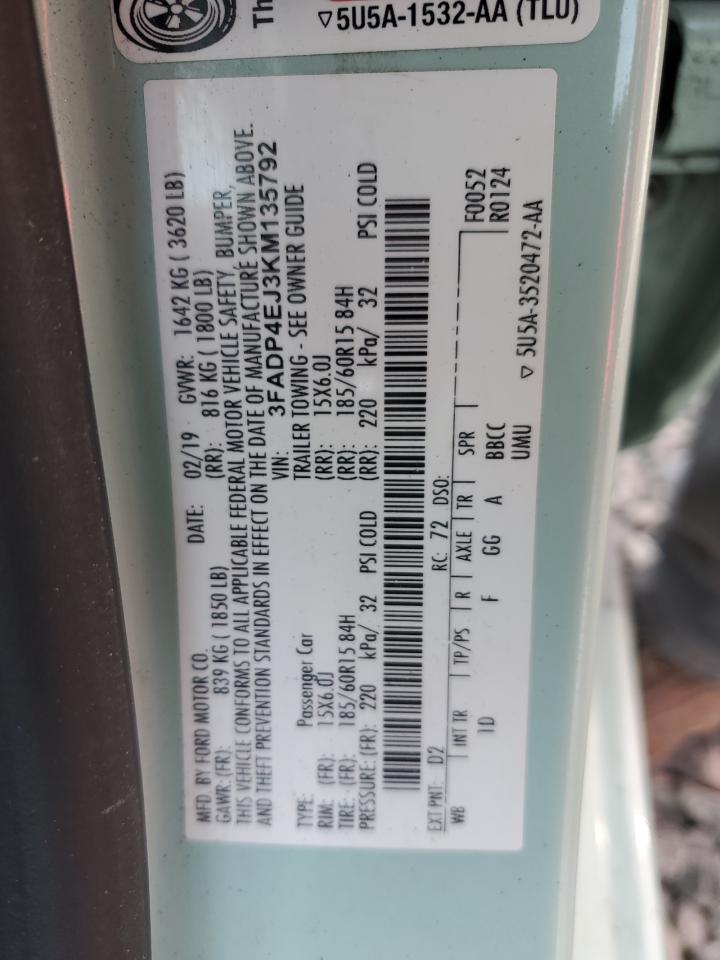 Th
▽5U5A-1532-AA (TLU)
MFD. BY FORD MOTOR CO. DATE: 02/19 GVWR: 1642 KG ( 3620 LB)
GAWR: (FR): 839 KG ( 1850 LB) (RR): 816 KG ( 1800 LB)
THIS VEHICLE CONFORMS TO ALL APPLICABLE FEDERAL MOTOR VEHICLE SAFETY, BUMPER,
AND THEFT PREVENTION STANDARDS IN EFFECT ON THE DATE OF MANUFACTURE SHOWN ABOVE.
VIN: 3FADP4EJ3KM135792
TYPE: Passenger Car TRAILER TOWING - SEE OWNER GUIDE
RIM: (FR): 15X6.0J (RR): 15X6.0J
TIRE: (FR): 185/60R15 84H (RR): 185/60R15 84H
PRESSURE: (FR): 220 kPa/ 32 PSI COLD (RR): 220 kPa/ 32 PSI COLD
EXT PNT: D2 RC: 72 DSO: F0052
WB INT TR TP/PS R AXLE TR SPR R0124
1D F GG A BBCC
UMU
▽ 5U5A-3520472-AA